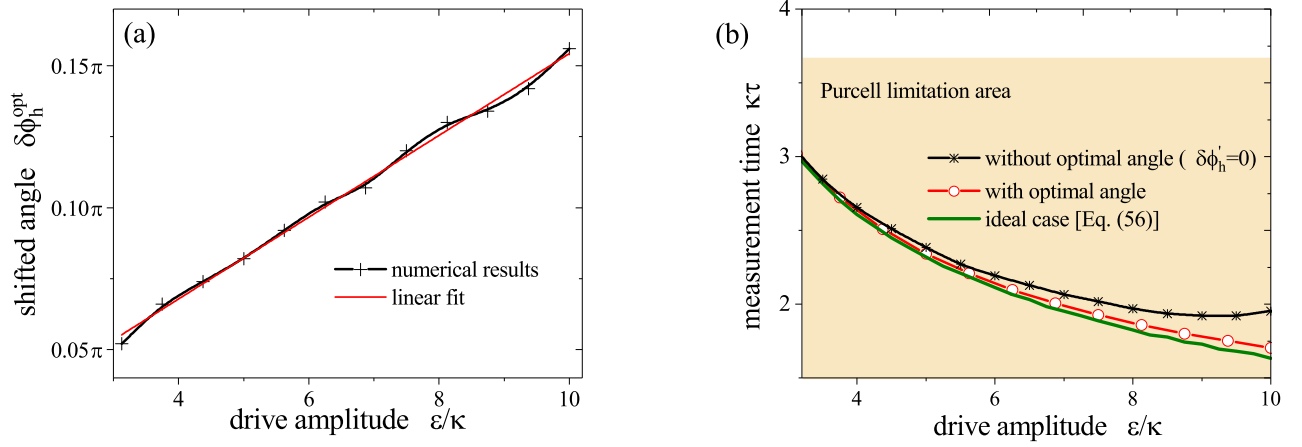 (a)
shifted angle δϕ_h^opt
0.15π
0.10π
0.05π
numerical results
linear fit
4
6
8
10
drive amplitude ε/κ
(b)
measurement time κτ
4
3
2
Purcell limitation area
without optimal angle ( δϕ_h^'=0)
with optimal angle
ideal case [Eq. (56)]
4
6
8
10
drive amplitude ε/κ